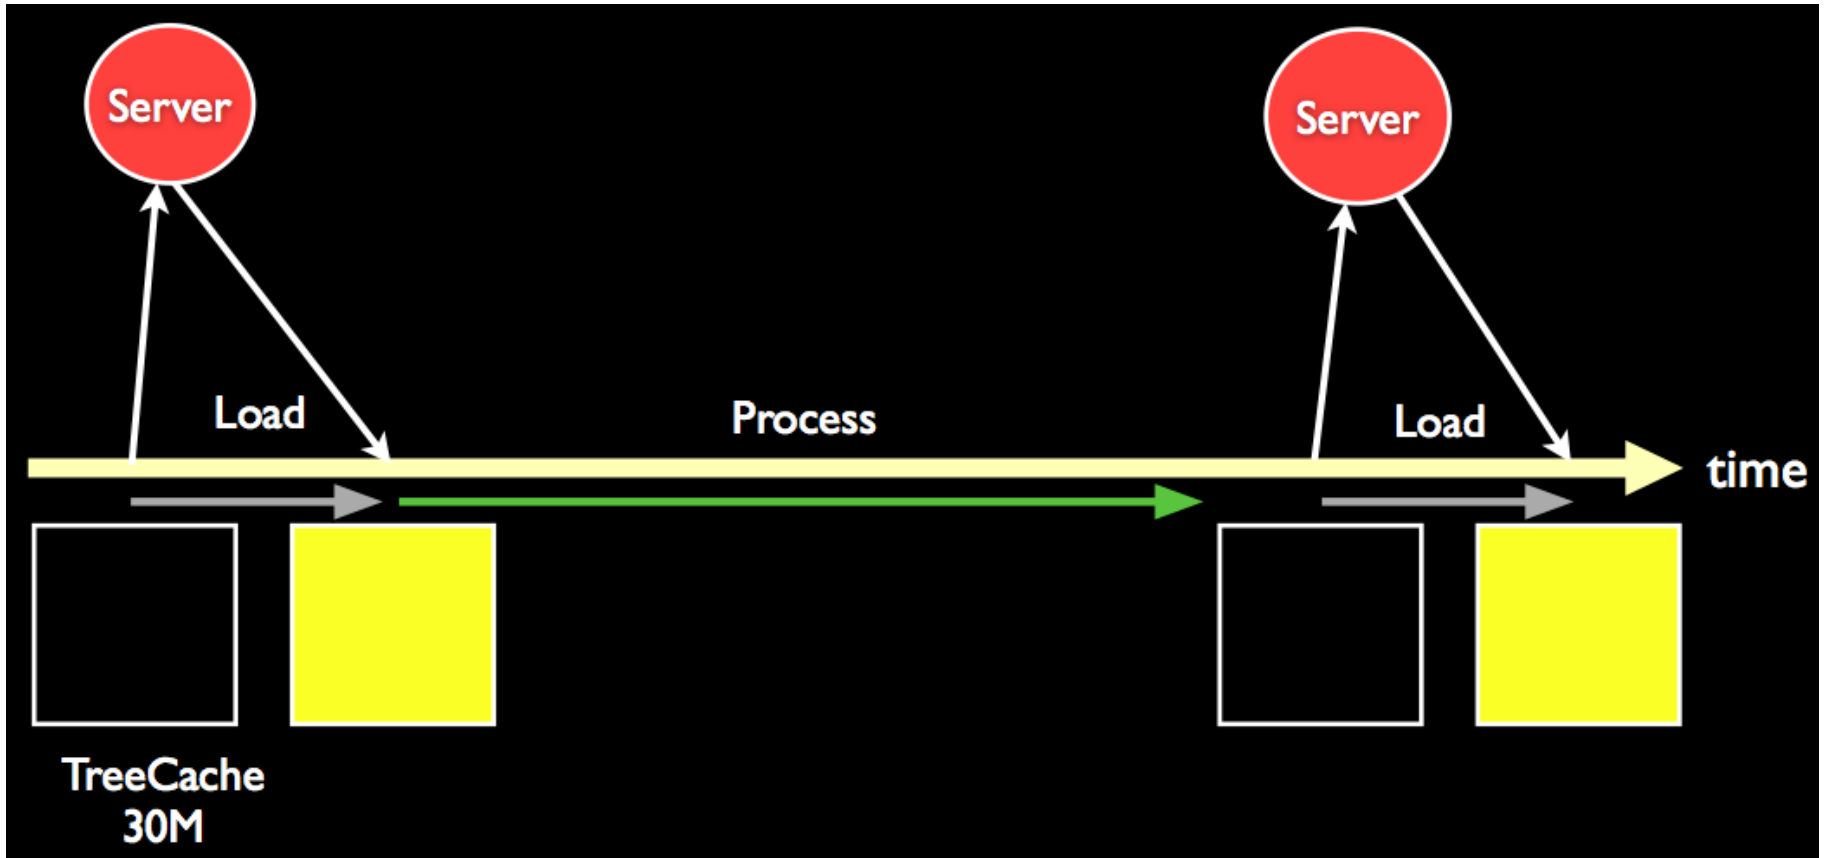 Server
Server
Load
Process
Load
time
TreeCache
30M